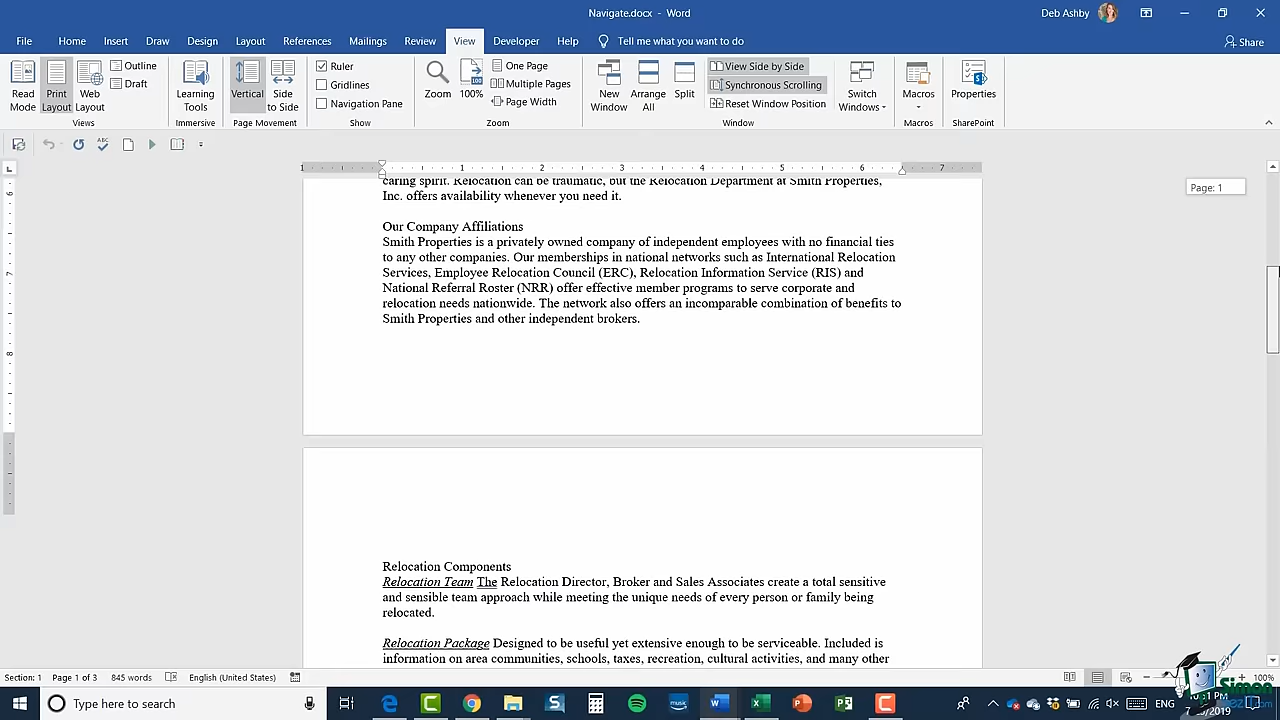 Navigate.docx - Word
Deb Ashby
File Home Insert Draw Design Layout References Mailings Review View Developer Help Tell me what you want to do
Share
Read Mode
Print Layout
Web Layout
Outline
Draft
Views
Learning Tools
Immersive
Vertical
Side to Side
Page Movement
Ruler
Gridlines
Navigation Pane
Show
Zoom
100%
One Page
Multiple Pages
Page Width
Zoom
New Window
Arrange All
Split
View Side by Side
Synchronous Scrolling
Reset Window Position
Window
Switch Windows
Macros
Macros
Properties
SharePoint
1 1 2 3 4 5 6 7
Page: 1
caring spirit. Relocation can be traumatic, but the Relocation Department at Smith Properties,
Inc. offers availability whenever you need it.
Our Company Affiliations
Smith Properties is a privately owned company of independent employees with no financial ties
to any other companies. Our memberships in national networks such as International Relocation
Services, Employee Relocation Council (ERC), Relocation Information Service (RIS) and
National Referral Roster (NRR) offer effective member programs to serve corporate and
relocation needs nationwide. The network also offers an incomparable combination of benefits to
Smith Properties and other independent brokers.
Relocation Components
Relocation Team The Relocation Director, Broker and Sales Associates create a total sensitive
and sensible team approach while meeting the unique needs of every person or family being
relocated.
Relocation Package Designed to be useful yet extensive enough to be serviceable. Included is
information on area communities, schools, taxes, recreation, cultural activities, and many other
Section: 1 Page 1 of 3 845 words English (United States)
100%
Type here to search
ENG
Simon